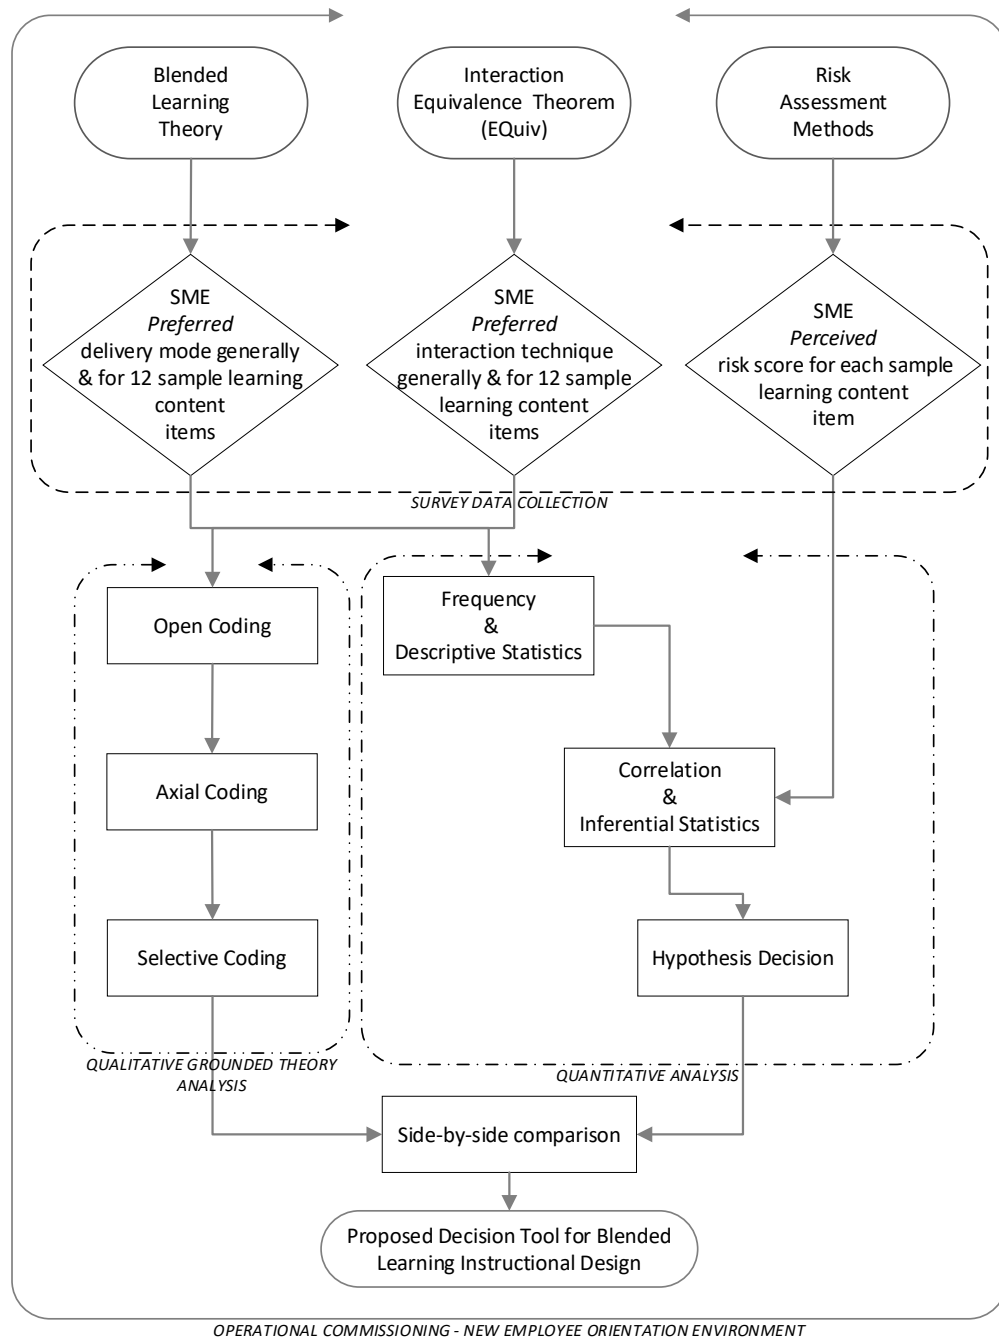 Blended
Learning
Theory
Interaction
Equivalence Theorem
(EQuiv)
Risk
Assessment
Methods
SME
Preferred
delivery mode generally
& for 12 sample learning
content
items
SME
Preferred
interaction technique
generally & for 12 sample
learning content
items
SME
Perceived
risk score for each sample
learning content
item
SURVEY DATA COLLECTION
Open Coding
Axial Coding
Selective Coding
QUALITATIVE GROUNDED THEORY
ANALYSIS
Frequency
&
Descriptive Statistics
Correlation
&
Inferential Statistics
Hypothesis Decision
QUANTITATIVE ANALYSIS
Side-by-side comparison
Proposed Decision Tool for Blended
Learning Instructional Design
OPERATIONAL COMMISSIONING - NEW EMPLOYEE ORIENTATION ENVIRONMENT